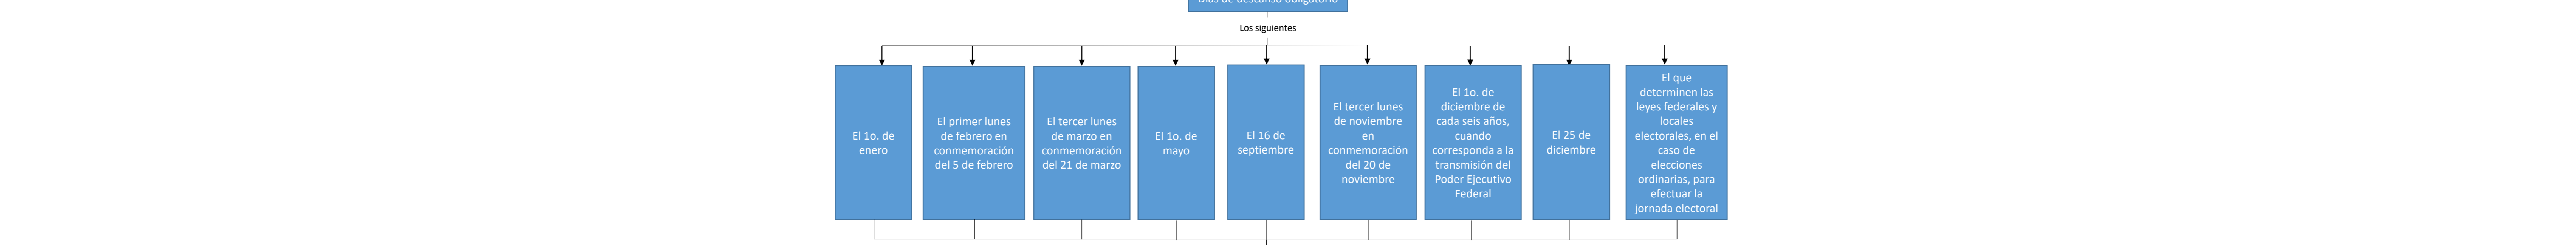 Días de descanso obligatorio
Los siguientes
El 1o. de
enero
El primer lunes
de febrero en
conmemoración
del 5 de febrero
El tercer lunes
de marzo en
conmemoración
del 21 de marzo
El 1o. de
mayo
El 16 de
septiembre
El tercer lunes
de noviembre
en
conmemoración
del 20 de
noviembre
El 1o. de
diciembre de
cada seis años,
cuando
corresponda a la
transmisión del
Poder Ejecutivo
Federal
El 25 de
diciembre
El que
determinen las
leyes federales y
locales
electorales, en el
caso de
elecciones
ordinarias, para
efectuar la
jornada electoral